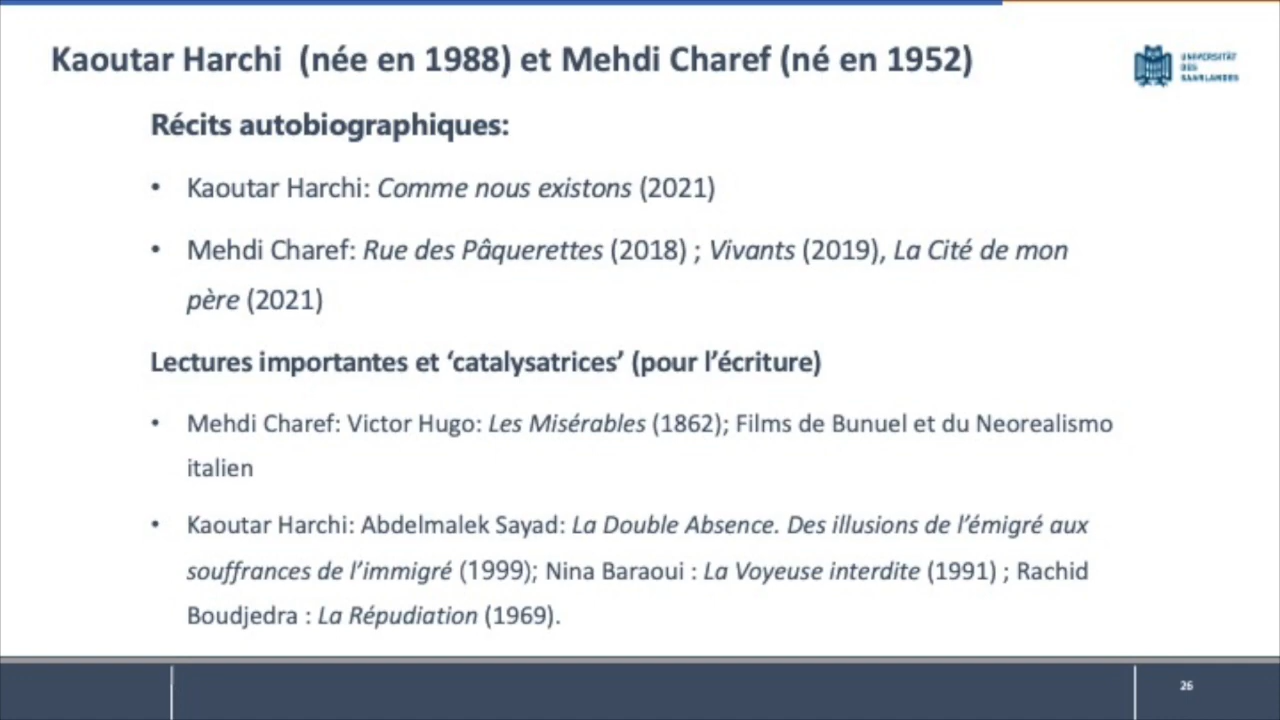 Kaoutar Harchi (née en 1988) et Mehdi Charef (né en 1952)
UNIVERSITÄT
DES
SAARLANDES
Récits autobiographiques:
• Kaoutar Harchi: Comme nous existons (2021)
• Mehdi Charef: Rue des Pâquerettes (2018) ; Vivants (2019), La Cité de mon
père (2021)
Lectures importantes et ‘catalysatrices’ (pour l’écriture)
• Mehdi Charef: Victor Hugo: Les Misérables (1862); Films de Bunuel et du Neorealismo
italien
• Kaoutar Harchi: Abdelmalek Sayad: La Double Absence. Des illusions de l’émigré aux
souffrances de l’immigré (1999); Nina Baraoui : La Voyeuse interdite (1991) ; Rachid
Boudjedra : La Répudiation (1969).
26